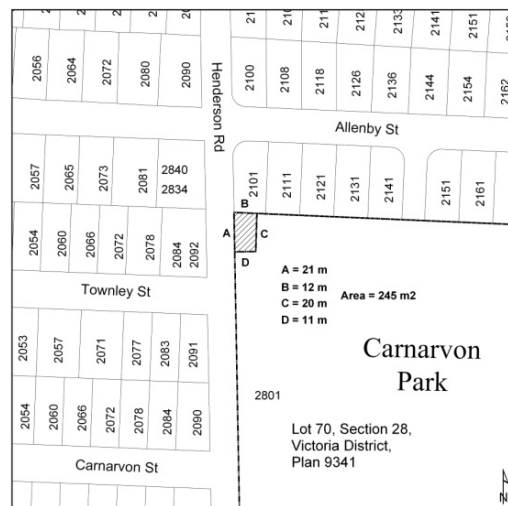 2133
2141
2151
2056
2064
2072
2080
2090
Henderson Rd
2100
2108
2118
2126
2136
2144
2154
2162
Allenby St
2057
2065
2073
2081
2840
2834
2101
2111
2121
2131
2141
2151
2161
B
A
C
D
2054
2060
2066
2072
2078
2084
2092
A = 21 m
B = 12 m
C = 20 m
D = 11 m
Area = 245 m2
Townley St
2053
2057
2071
2077
2083
2091
Carnarvon
Park
2801
2054
2060
2066
2072
2078
2084
2090
Lot 70, Section 28,
Victoria District,
Plan 9341
Carnarvon St
N